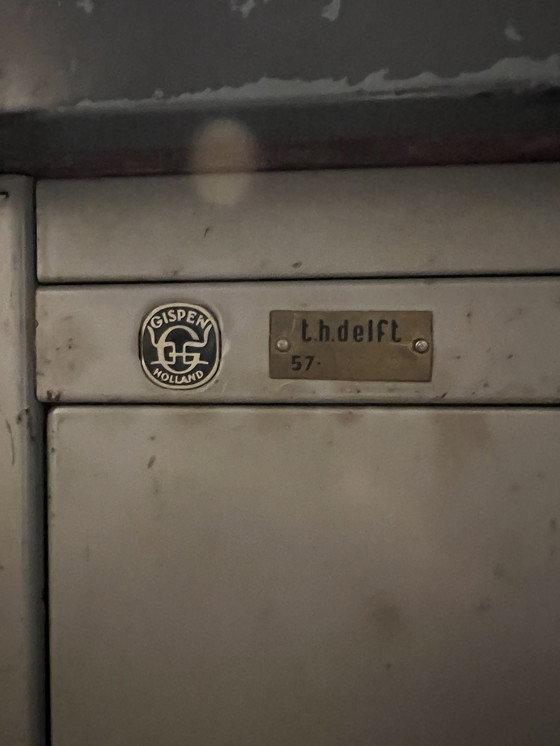 GISPEN
G
HOLLAND
t.h.delft
57·